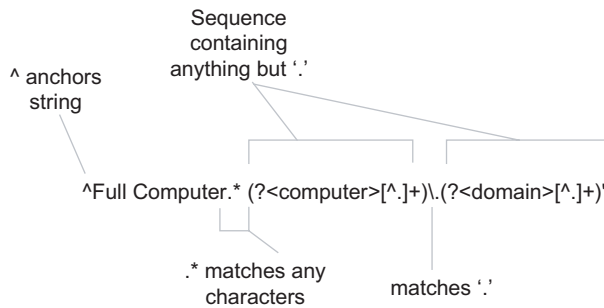 Sequence
containing
anything but ‘.’
^ anchors
string
^Full Computer.* (?<computer>[^.]+)\.(?<domain>[^.]+)'
.* matches any
characters
matches ‘.’